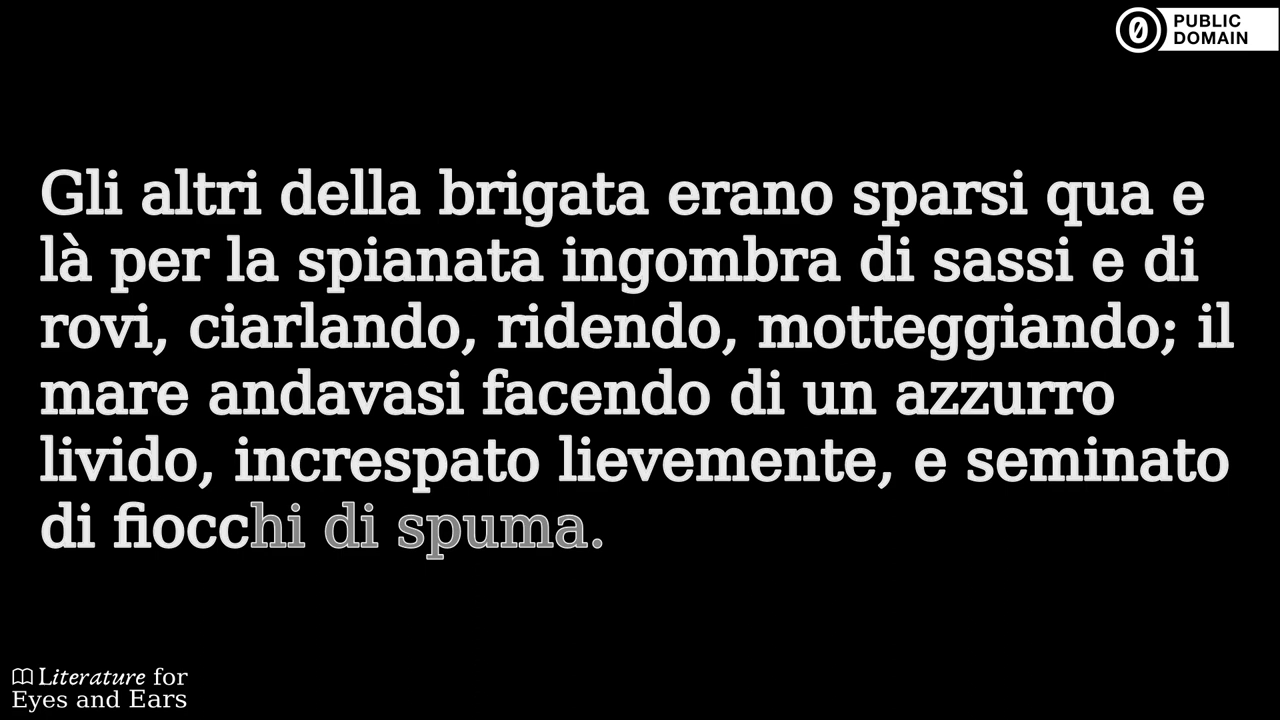 PUBLIC
DOMAIN
Gli altri della brigata erano sparsi qua e
là per la spianata ingombra di sassi e di
rovi, ciarlando, ridendo, motteggiando; il
mare andavasi facendo di un azzurro
livido, increspato lievemente, e seminato
di fiocchi di spuma.
Literature for
Eyes and Ears